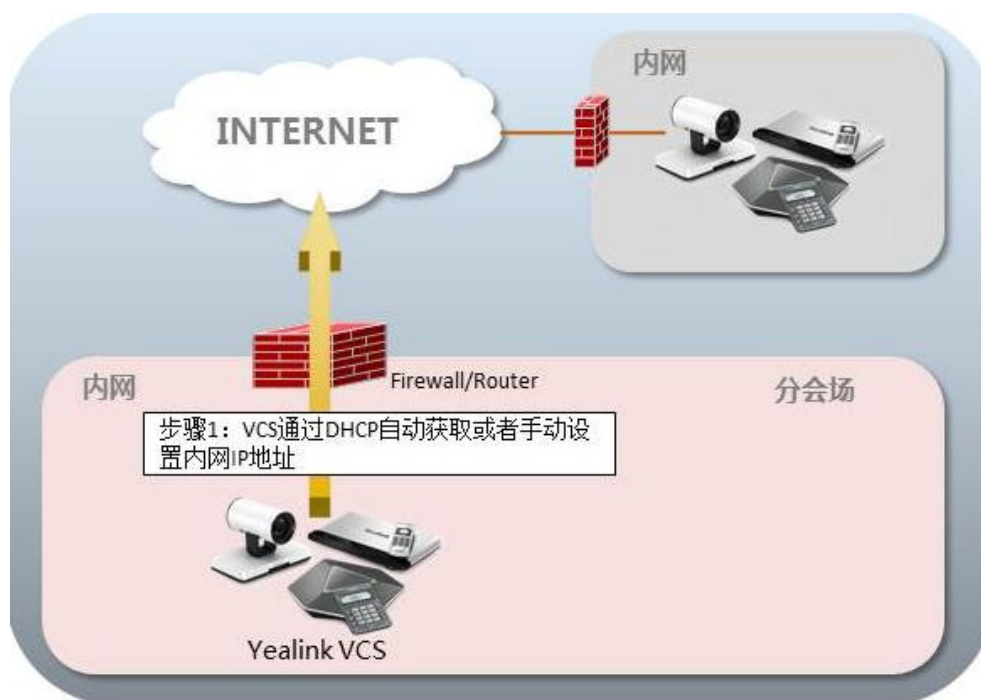 内网
INTERNET
Firewall/Router
内网
分会场
步骤1：VCS通过DHCP自动获取或者手动设
置内网IP地址
Yealink VCS